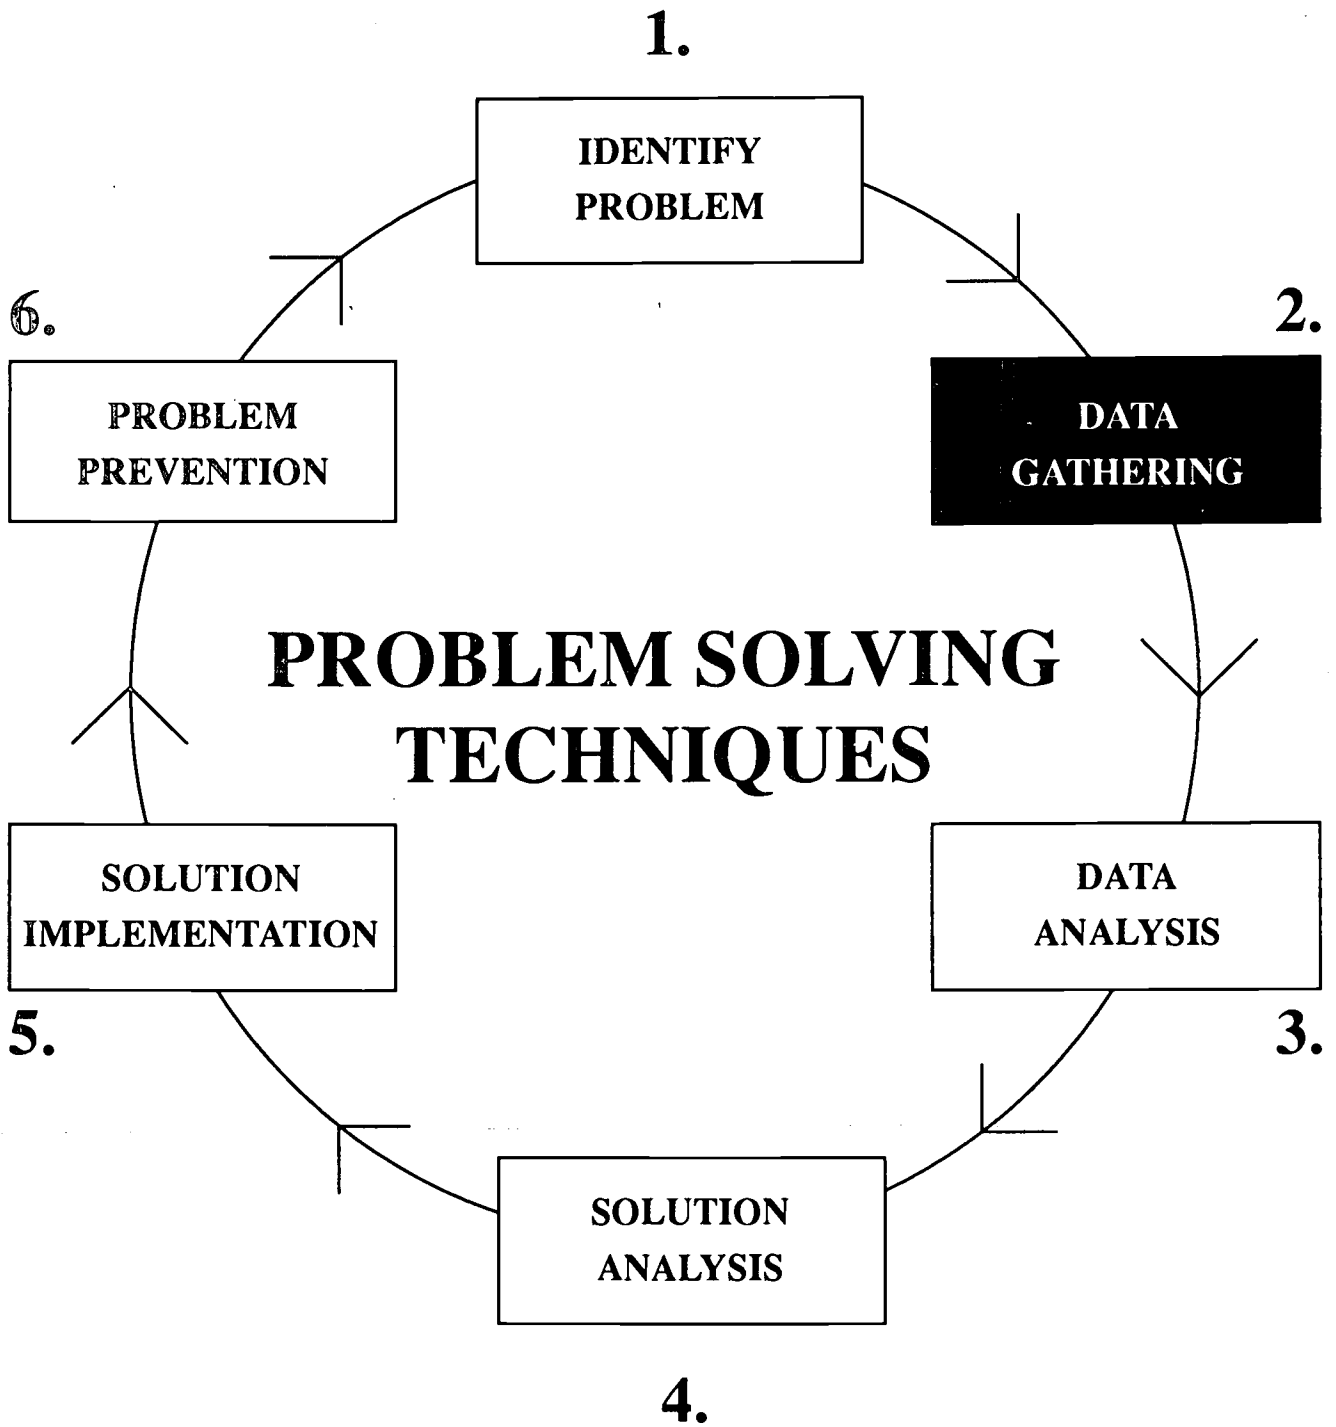 1.
IDENTIFY
PROBLEM
2.
DATA
GATHERING
3.
DATA
ANALYSIS
4.
SOLUTION
ANALYSIS
5.
SOLUTION
IMPLEMENTATION
6.
PROBLEM
PREVENTION
PROBLEM SOLVING
TECHNIQUES